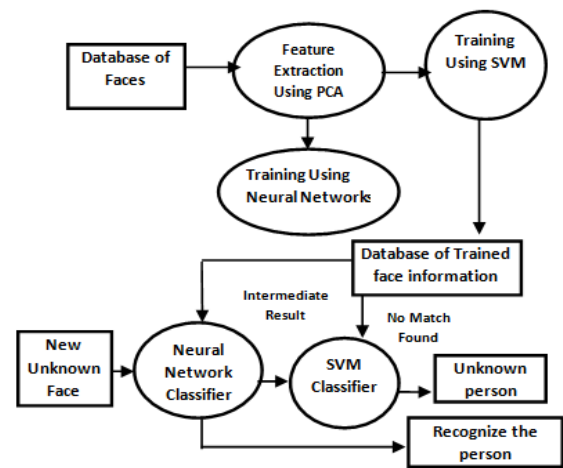 Database of
Faces
Feature
Extraction
Using PCA
Training
Using SVM
Training Using
Neural Networks
Database of Trained
face information
Intermediate
Result
No Match
Found
New
Unknown
Face
Neural
Network
Classifier
SVM
Classifier
Unknown
person
Recognize the
person